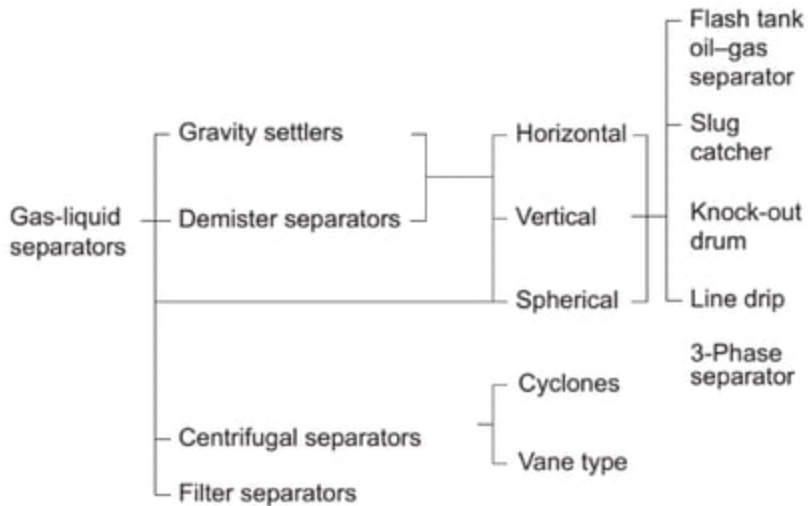 Gas-liquid
separators
Gravity settlers
Demister separators
Centrifugal separators
Filter separators
Horizontal
Vertical
Spherical
Cyclones
Vane type
Flash tank
oil–gas
separator
Slug
catcher
Knock-out
drum
Line drip
3-Phase
separator